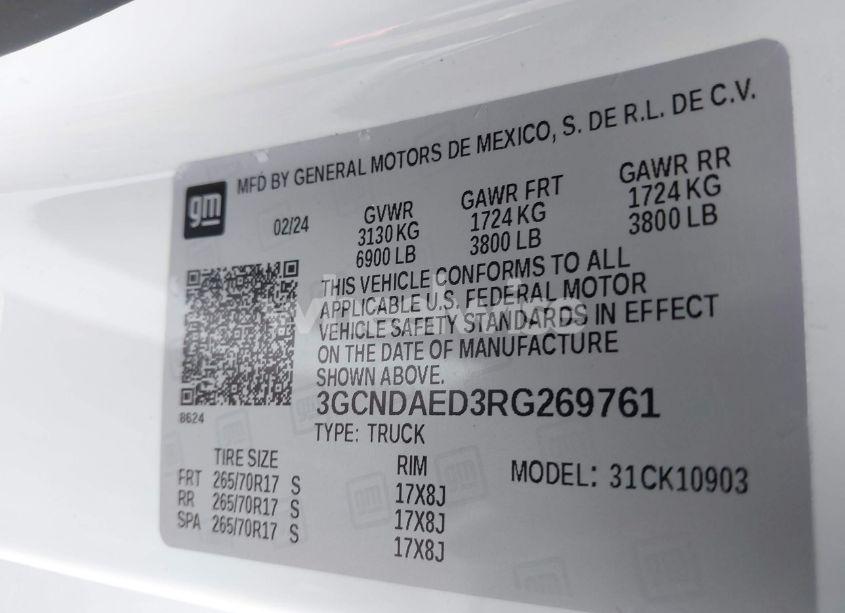 MFD BY GENERAL MOTORS DE MEXICO, S. DE R.L. DE C.V.
gm
02/24
GVWR
3130 KG
6900 LB
GAWR FRT
1724 KG
3800 LB
GAWR RR
1724 KG
3800 LB
THIS VEHICLE CONFORMS TO ALL
APPLICABLE U.S. FEDERAL MOTOR
VEHICLE SAFETY STANDARDS IN EFFECT
ON THE DATE OF MANUFACTURE
SHOWN ABOVE.
8624
3GCNDAED3RG269761
TYPE: TRUCK
TIRE SIZE
FRT 265/70R17 S
RR 265/70R17 S
SPA 265/70R17 S
RIM
17X8J
17X8J
17X8J
MODEL: 31CK10903